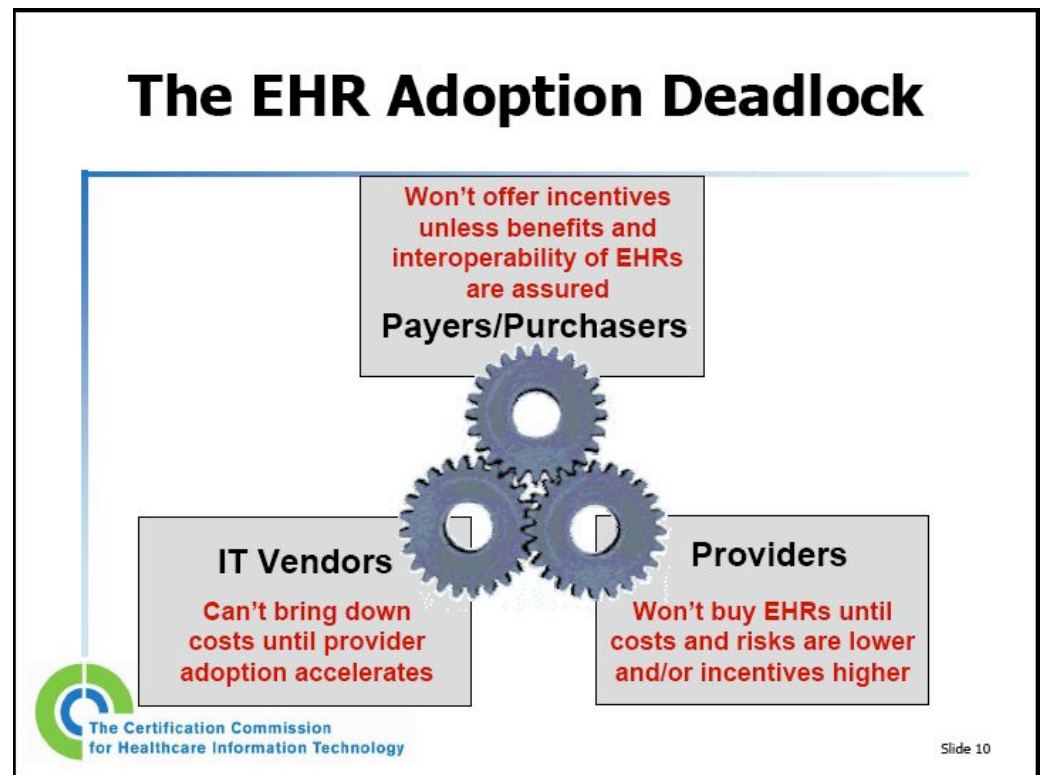 The EHR Adoption Deadlock
Won't offer incentives
unless benefits and
interoperability of EHRs
are assured
Payers/Purchasers
IT Vendors
Can't bring down
costs until provider
adoption accelerates
Providers
Won't buy EHRs until
costs and risks are lower
and/or incentives higher
The Certification Commission
for Healthcare Information Technology
Slide 10